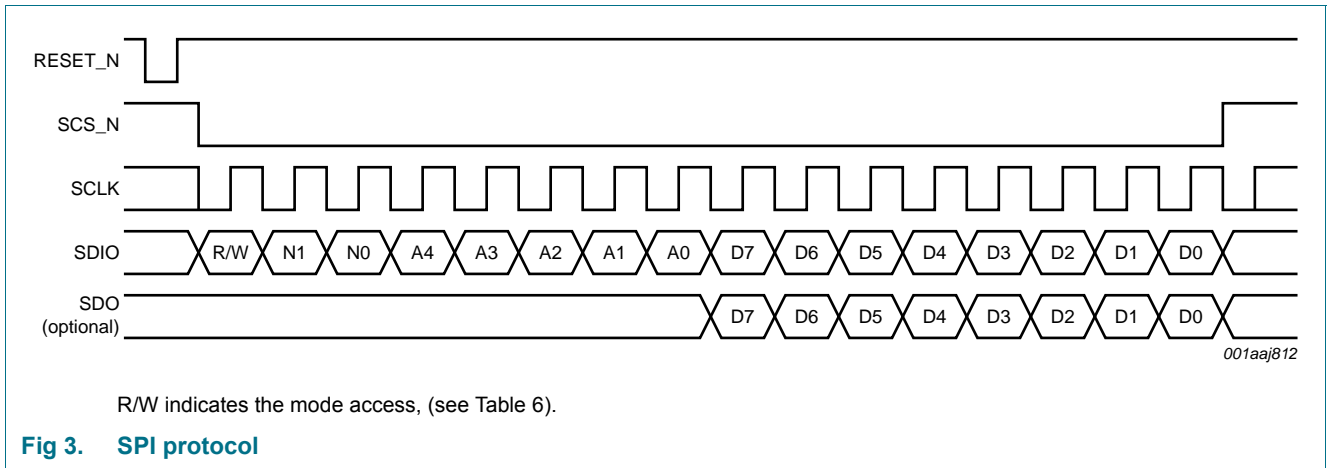 RESET_N
SCS_N
SCLK
SDIO R/W N1 N0 A4 A3 A2 A1 A0 D7 D6 D5 D4 D3 D2 D1 D0
SDO
(optional) D7 D6 D5 D4 D3 D2 D1 D0
001aaj812
R/W indicates the mode access, (see Table 6).
Fig 3. SPI protocol